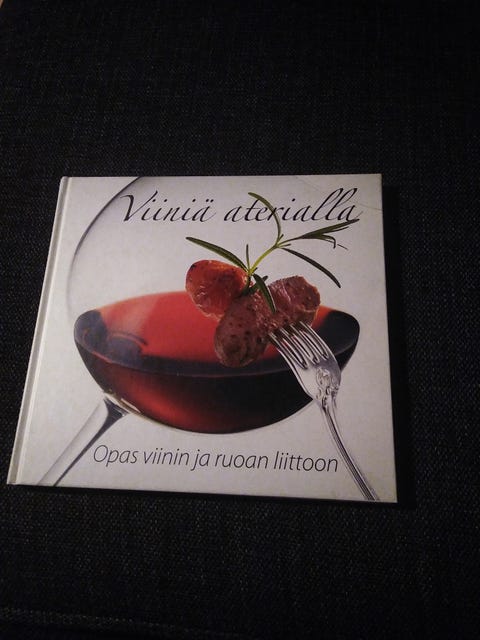 Viiniä aterialla
Opas viinin ja ruoan liittoon